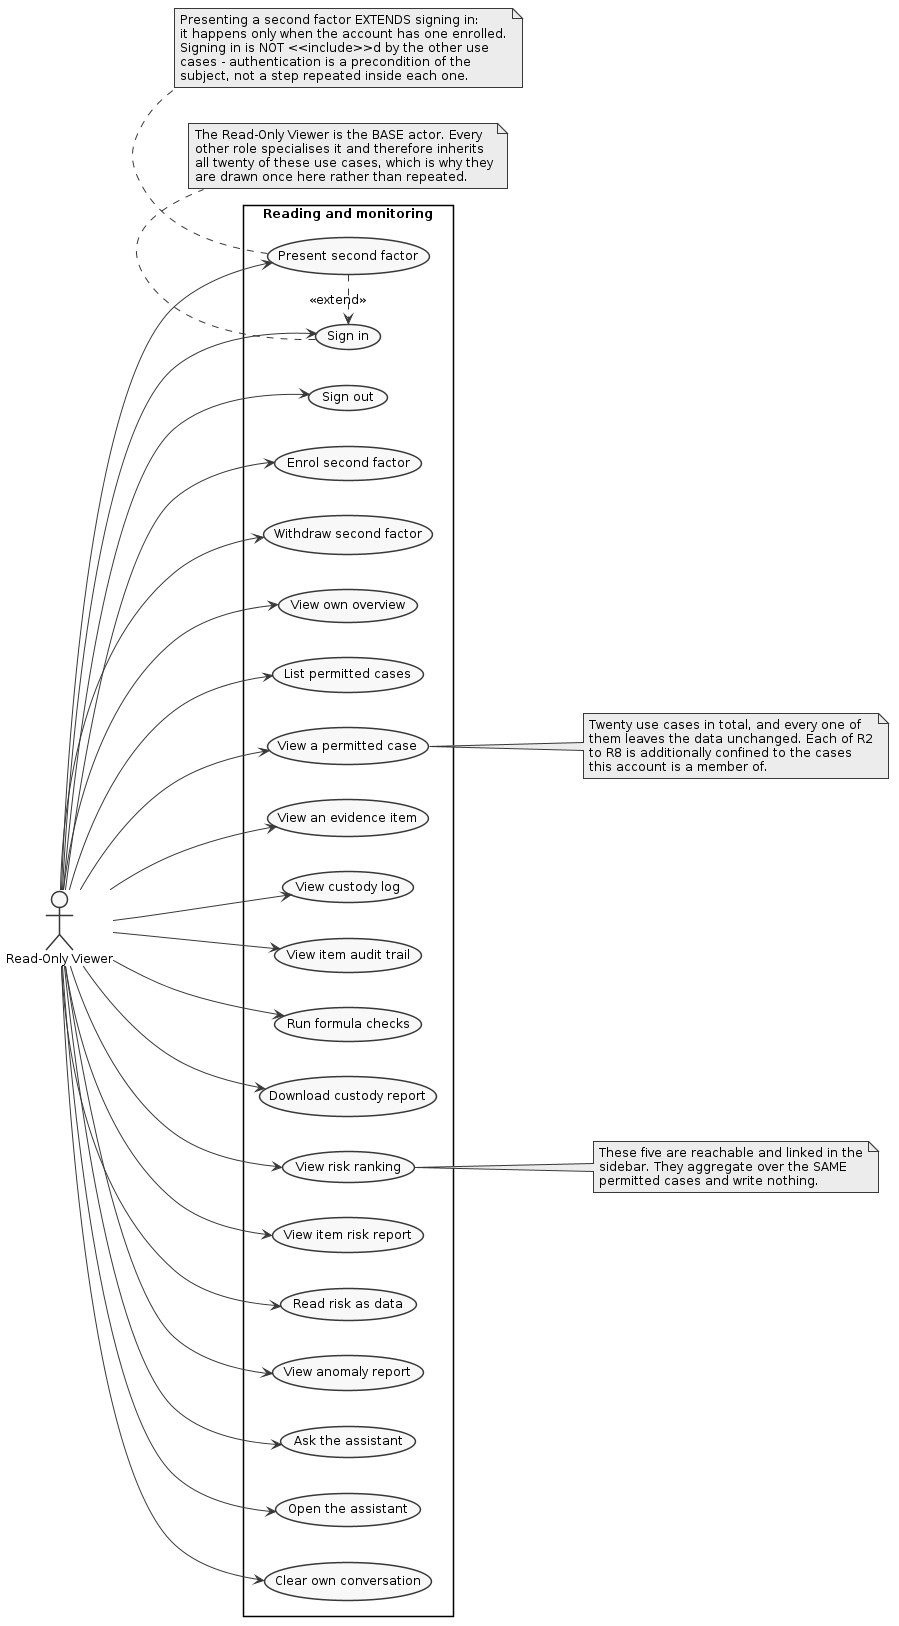 Presenting a second factor EXTENDS signing in:
it happens only when the account has one enrolled.
Signing in is NOT <<include>>d by the other use
cases - authentication is a precondition of the
subject, not a step repeated inside each one.
The Read-Only Viewer is the BASE actor. Every
other role specialises it and therefore inherits
all twenty of these use cases, which is why they
are drawn once here rather than repeated.
Reading and monitoring
Present second factor
«extend»
Sign in
Sign out
Enrol second factor
Withdraw second factor
View own overview
List permitted cases
View a permitted case
Twenty use cases in total, and every one of
them leaves the data unchanged. Each of R2
to R8 is additionally confined to the cases
this account is a member of.
View an evidence item
View custody log
View item audit trail
Read-Only Viewer
Run formula checks
Download custody report
View risk ranking
These five are reachable and linked in the
sidebar. They aggregate over the SAME
permitted cases and write nothing.
View item risk report
Read risk as data
View anomaly report
Ask the assistant
Open the assistant
Clear own conversation